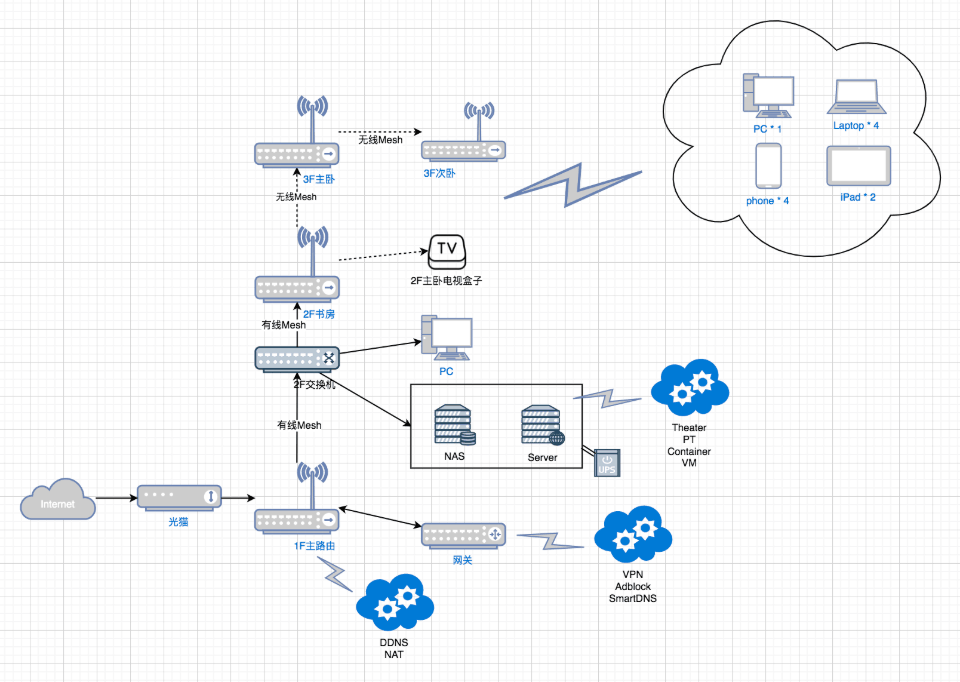 PC * 1
Laptop * 4
phone * 4
iPad * 2
无线Mesh
3F主卧
3F次卧
无线Mesh
TV
2F主卧电视盒子
2F书房
有线Mesh
PC
2F交换机
有线Mesh
NAS
Server
UPS
Theater
PT
Container
VM
Internet
光猫
1F主路由
网关
VPN
Adblock
SmartDNS
DDNS
NAT